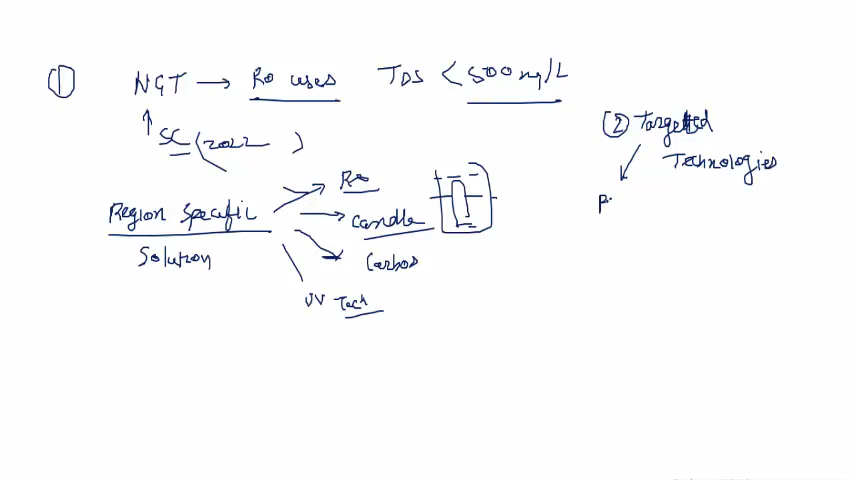 ① NGT → RO uses TDS < 500 mg/L
↑ SC (2022 )
Region Specific
Solution
RO
Candle
Carbon
UV Tech
② Targetted
Technologies
P.